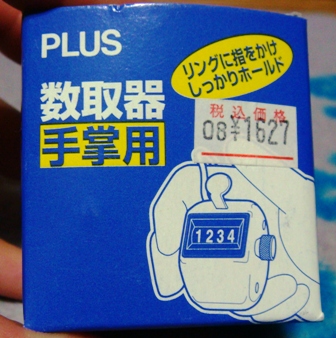 PLUS
リングに指をかけ
しっかりホールド
数取器
手掌用
税込価格
08¥1627
1234